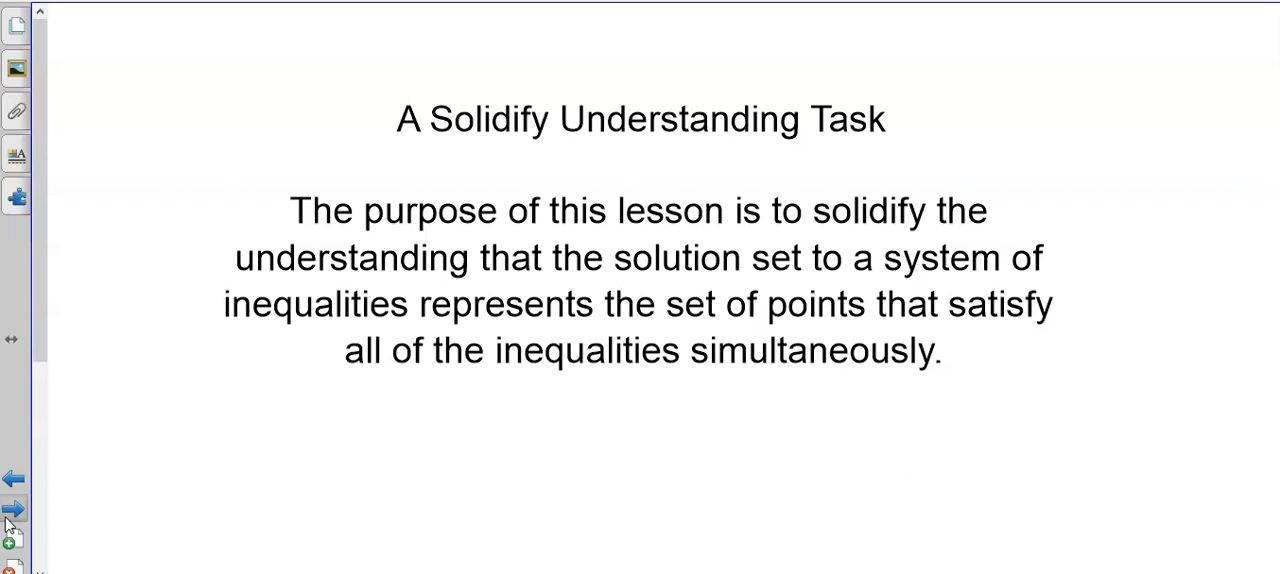 A Solidify Understanding Task
The purpose of this lesson is to solidify the
understanding that the solution set to a system of
inequalities represents the set of points that satisfy
all of the inequalities simultaneously.